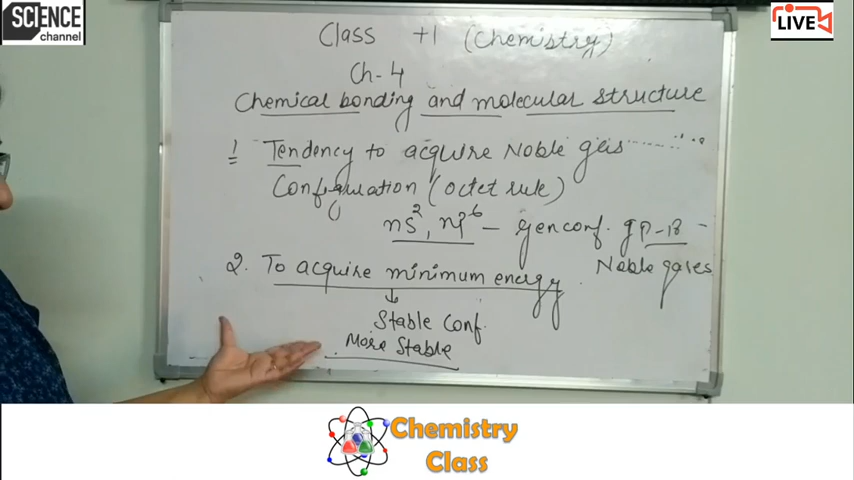 SCIENCE
channel
LIVE
Class +1 (Chemistry)
Ch-4
Chemical bonding and molecular structure
1 Tendency to acquire Noble gas
Configuration (octet rule)
ns², np⁶ - gen conf. gp-18 -
Noble gases
2. To acquire minimum energy.
Stable Conf.
More Stable
Chemistry
Class